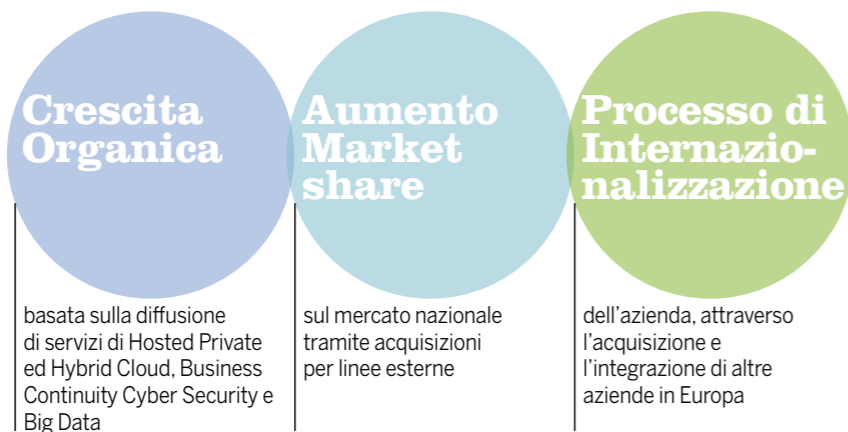 Crescita
Organica
basata sulla diffusione
di servizi di Hosted Private
ed Hybrid Cloud, Business
Continuity Cyber Security e
Big Data
Aumento
Market
share
sul mercato nazionale
tramite acquisizioni
per linee esterne
Processo di
Internazio-
nalizzazione
dell'azienda, attraverso
l'acquisizione e
l'integrazione di altre
aziende in Europa